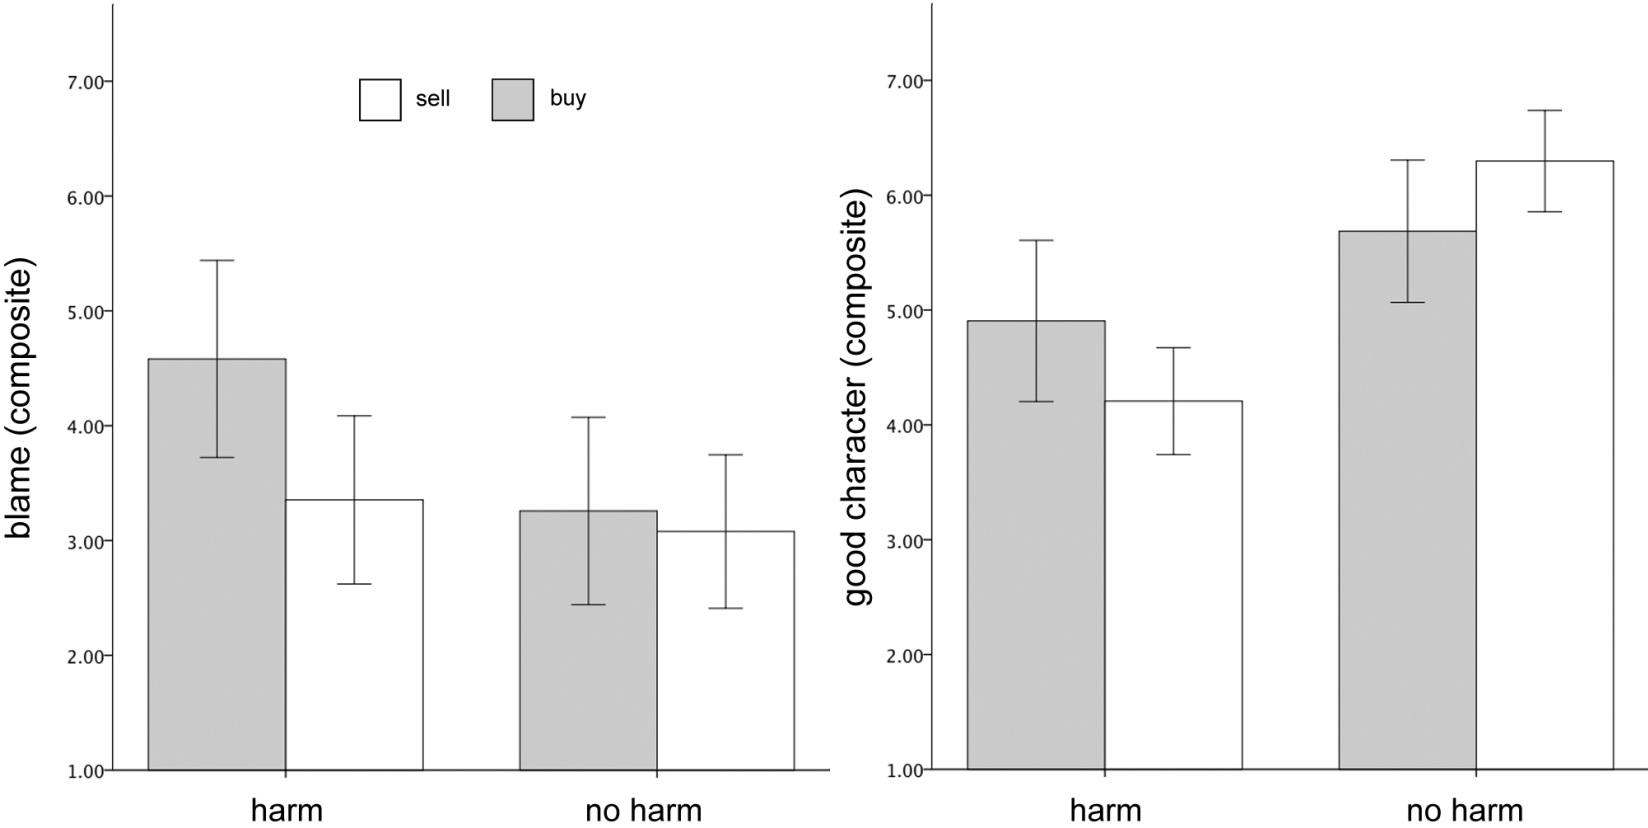 7.00
6.00
5.00
4.00
3.00
2.00
1.00
blame (composite)
sell
buy
harm
no harm
7.00
6.00
5.00
4.00
3.00
2.00
1.00
good character (composite)
harm
no harm